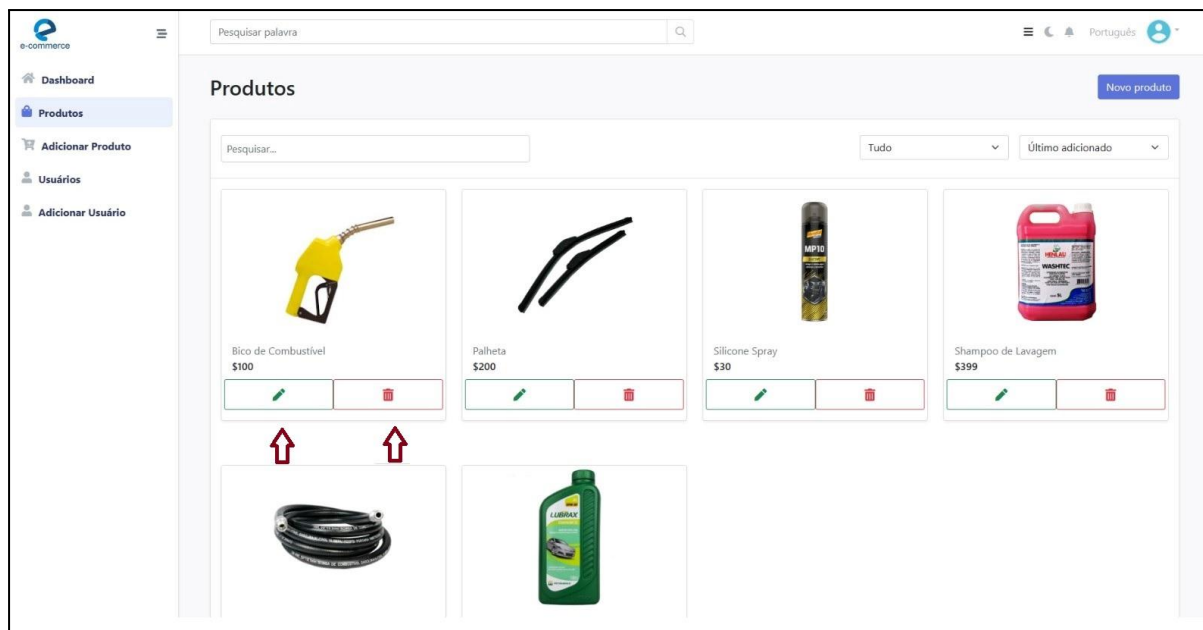 e-commerce
Pesquisar palavra
Português
Dashboard
Produtos
Adicionar Produto
Usuários
Adicionar Usuário
Produtos
Novo produto
Pesquisar...
Tudo
Último adicionado
MP10
HENLAU
WASHTEC
Bico de Combustível
$100
Palheta
$200
Silicone Spray
$30
Shampoo de Lavagem
$399
LUBRAX